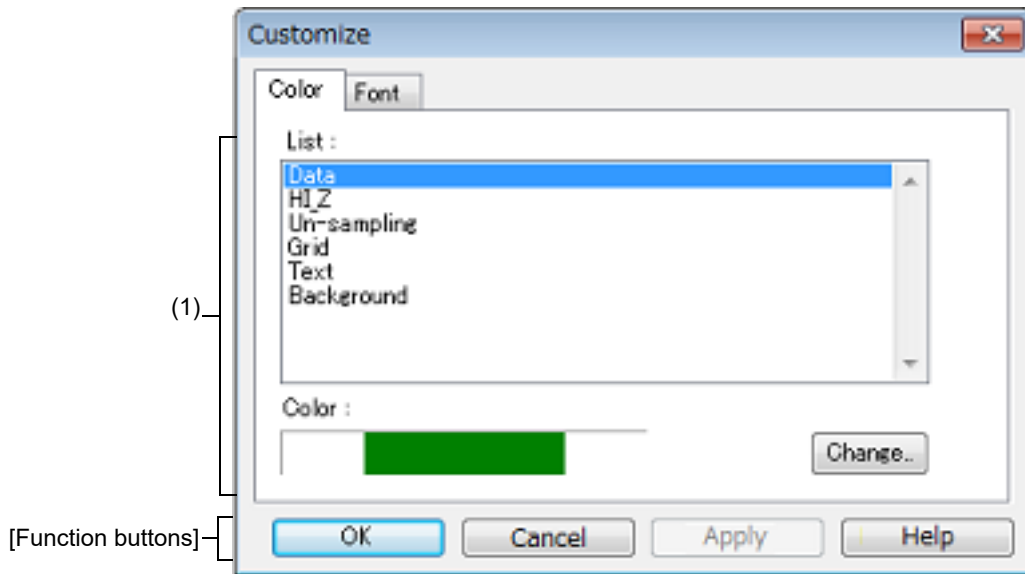 Customize
Color
Font
List :
Data
HI_Z
Un-sampling
Grid
Text
Background
(1)
Color :
Change..
[Function buttons]
OK
Cancel
Apply
Help